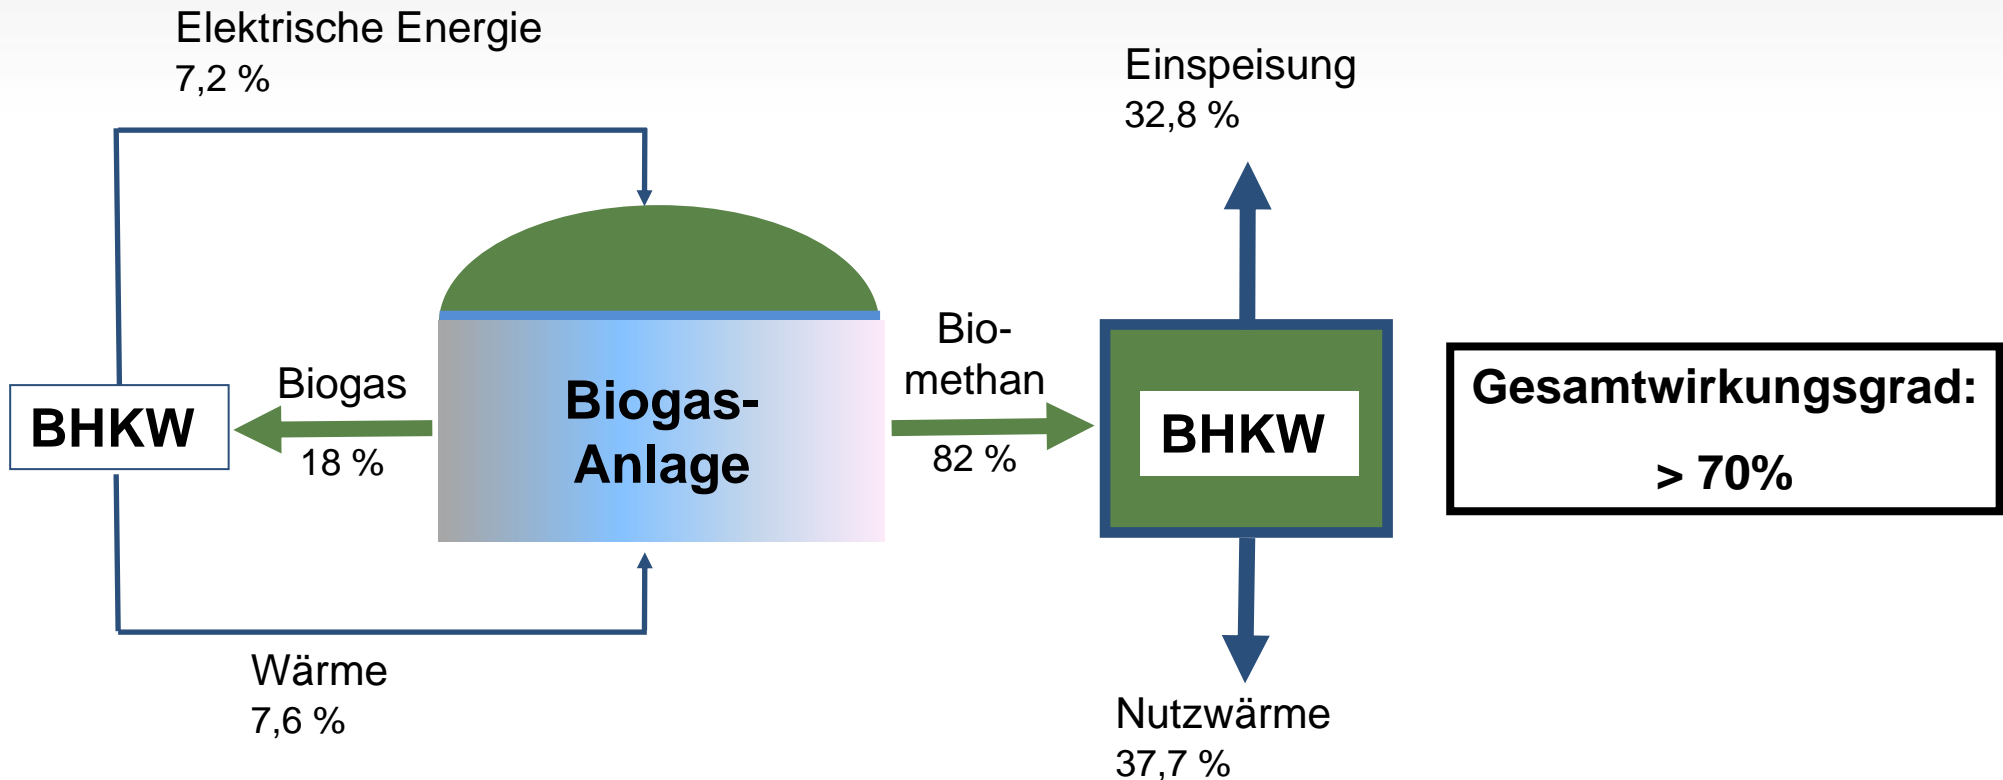 Elektrische Energie
7,2 %
Einspeisung
32,8 %
Biogas
18 %
BHKW
Biogas-
Anlage
Bio-
methan
82 %
BHKW
Gesamtwirkungsgrad:
> 70%
Wärme
7,6 %
Nutzwärme
37,7 %